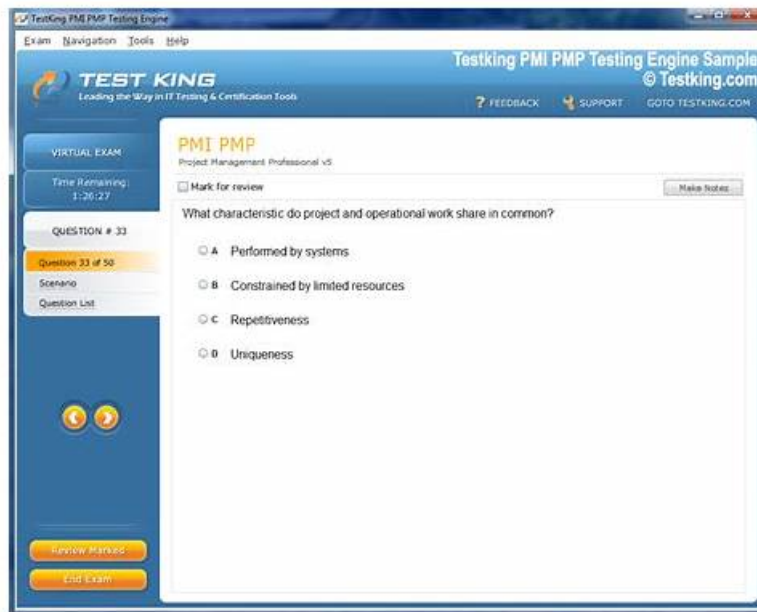 TestKing PMI PMP Testing Engine
Exam Navigation Tools Help
Testking PMI PMP Testing Engine Sample
© Testking.com
TEST KING
Leading the Way in IT Testing & Certification Tools
? FEEDBACK SUPPORT GOTO TESTKING.COM
VIRTUAL EXAM
Time Remaining:
1:26:27
QUESTION # 33
Question 33 of 50
Scenario
Question List
Review Marked
End Exam
PMI PMP
Project Management Professional v5
Mark for review
Make Notes
What characteristic do project and operational work share in common?
A Performed by systems
B Constrained by limited resources
C Repetitiveness
D Uniqueness